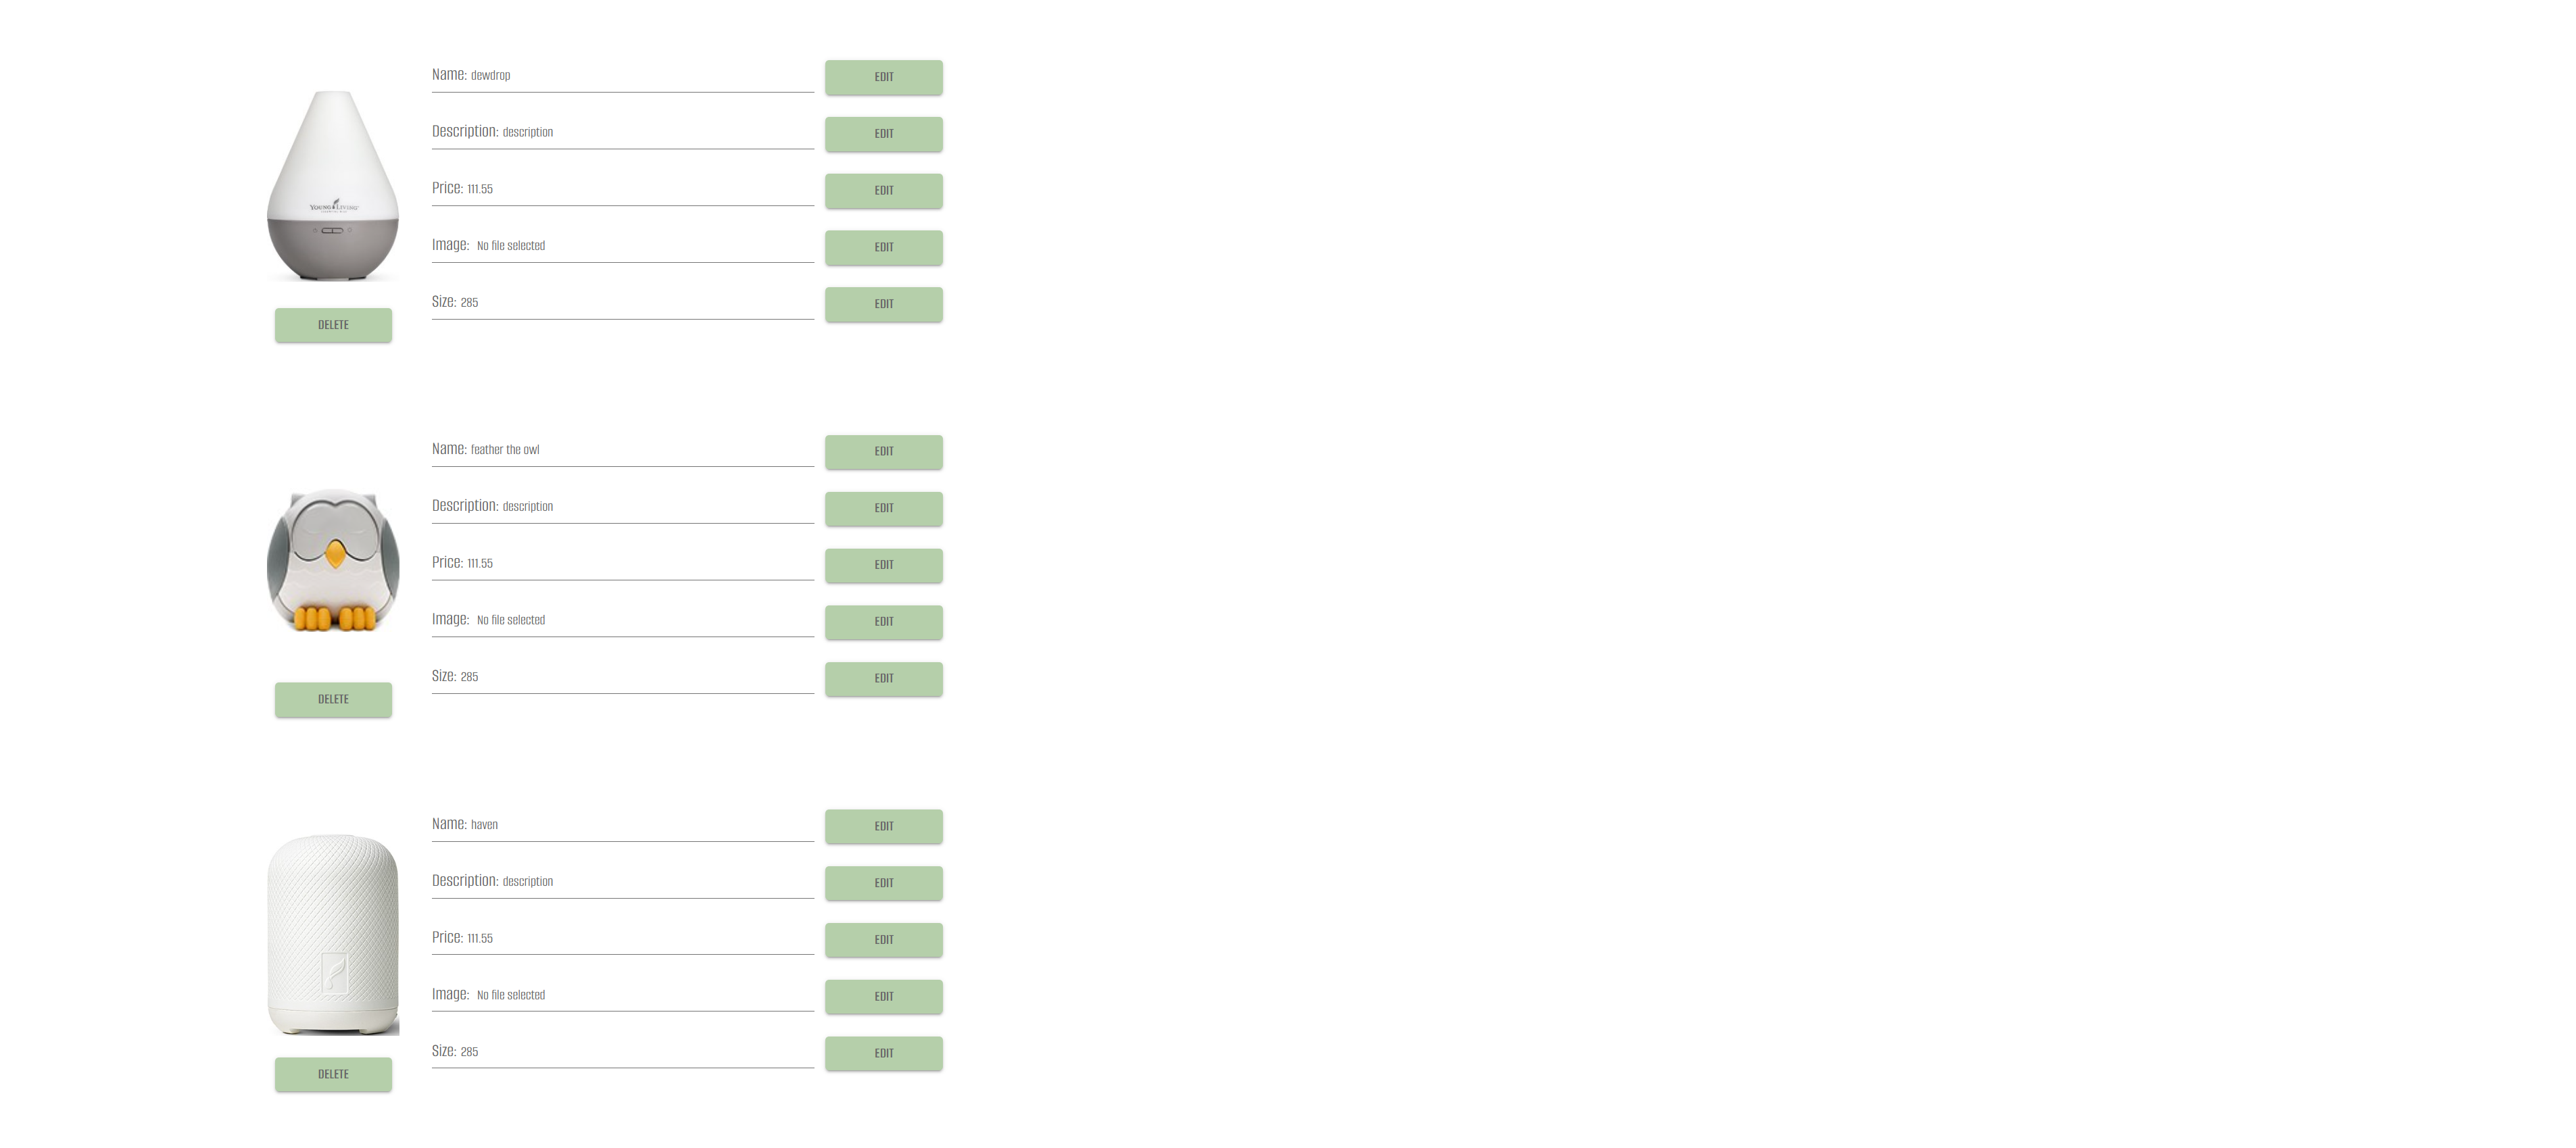 Name: dewdrop
EDIT
Description: description
EDIT
Price: 111.55
EDIT
YOUNG LIVING
Image: No file selected
EDIT
Size: 285
EDIT
DELETE
Name: feather the owl
EDIT
Description: description
EDIT
Price: 111.55
EDIT
Image: No file selected
EDIT
Size: 285
EDIT
DELETE
Name: haven
EDIT
Description: description
EDIT
Price: 111.55
EDIT
Image: No file selected
EDIT
Size: 285
EDIT
DELETE